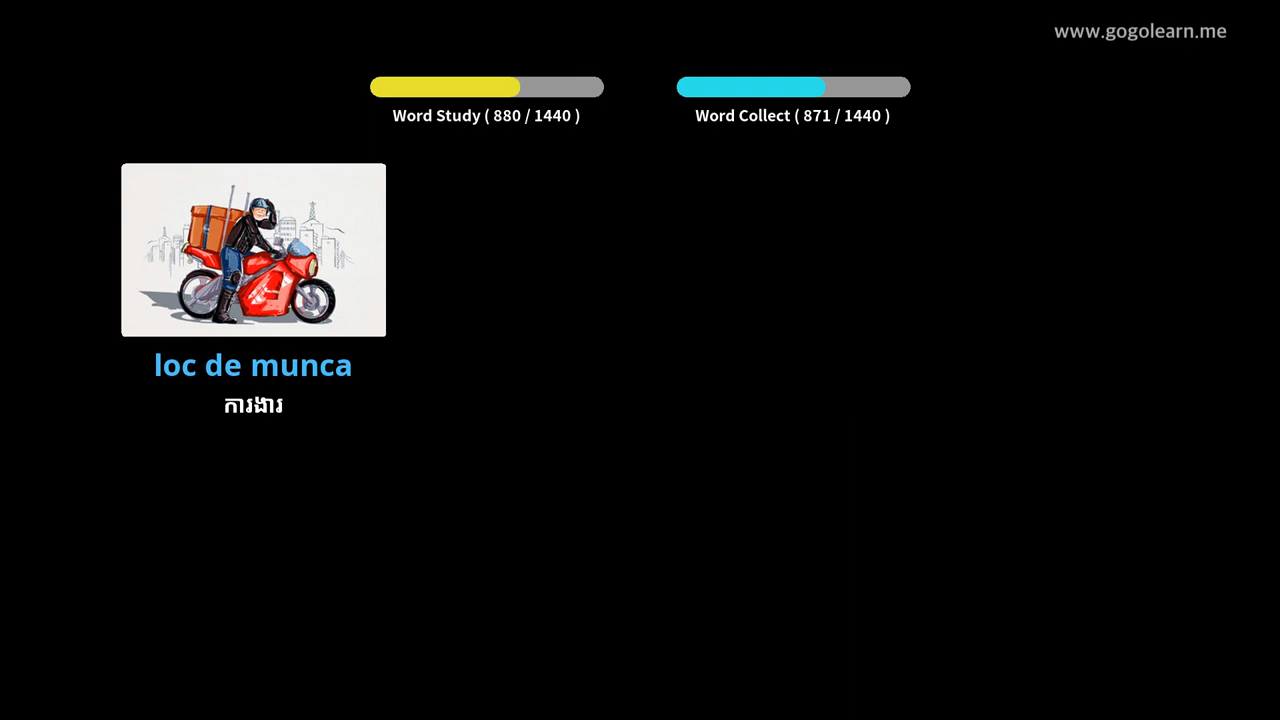 www.gogolearn.me
Word Study ( 880 / 1440 )
Word Collect ( 871 / 1440 )
loc de munca
ការងារ